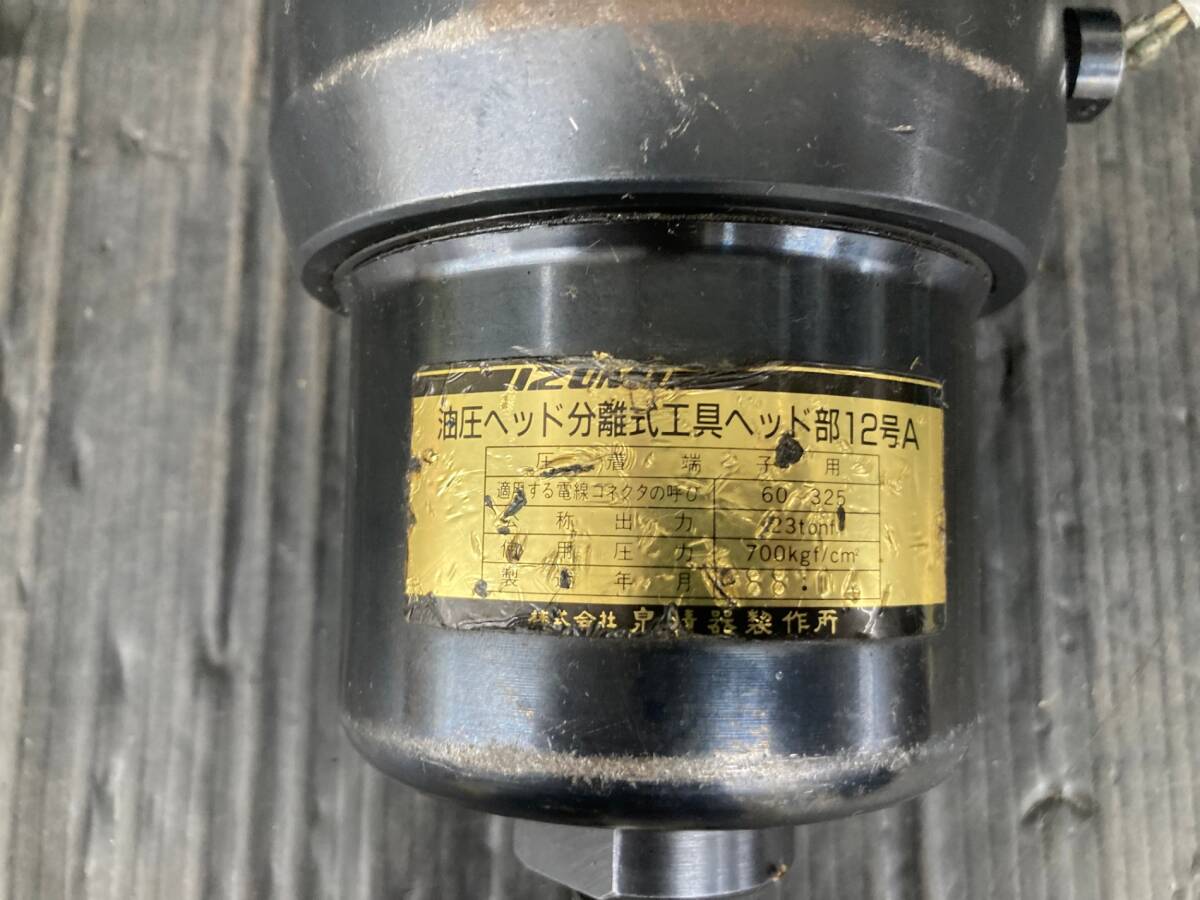 IZUMI
油圧ヘッド分離式工具ヘッド部12号A
圧着端子用
適用する電線コネクタの呼び 60-325
公称出力 23tonf
使用圧力 700kgf/cm²
製造年月
株式会社 泉精器製作所